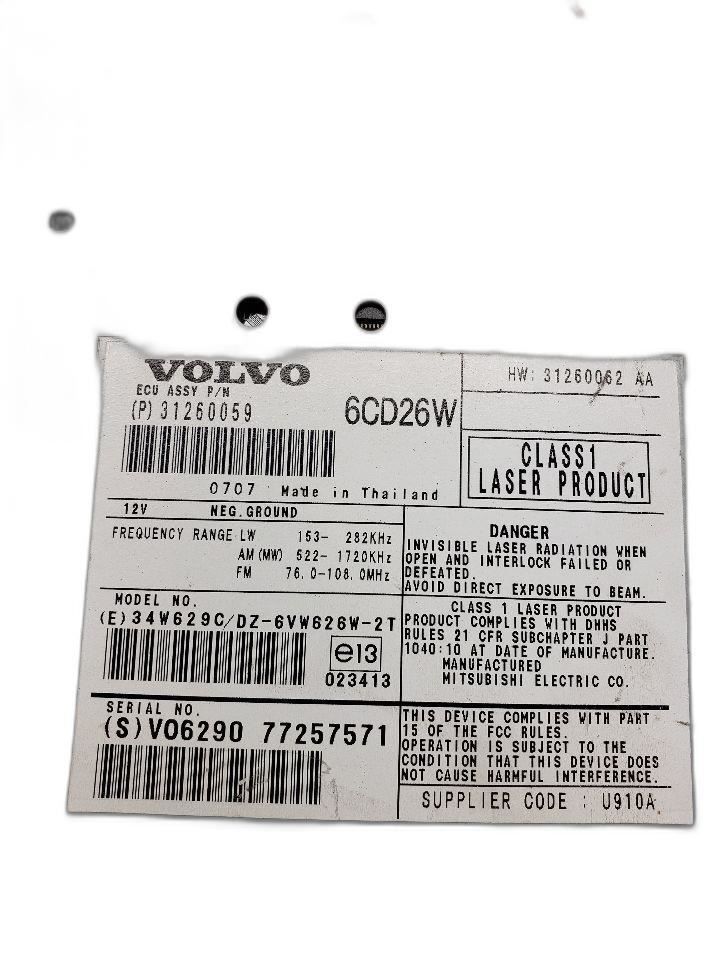 VOLVO
ECU ASSY P/N
(P) 31260059
6CD26W
0707 Made in Thailand
HW: 31260062 AA
CLASS1
LASER PRODUCT
12V NEG.GROUND
FREQUENCY RANGE LW 153- 282KHz
AM (MW) 522- 1720KHz
FM 76.0-108.0MHz
DANGER
INVISIBLE LASER RADIATION WHEN
OPEN AND INTERLOCK FAILED OR
DEFEATED.
AVOID DIRECT EXPOSURE TO BEAM.
MODEL NO.
(E)34W629C/DZ-6VW626W-2T
e13
023413
CLASS 1 LASER PRODUCT
PRODUCT COMPLIES WITH DHHS
RULES 21 CFR SUBCHAPTER J PART
1040:10 AT DATE OF MANUFACTURE.
MANUFACTURED
MITSUBISHI ELECTRIC CO.
SERIAL NO.
(S)VO6290 77257571
THIS DEVICE COMPLIES WITH PART
15 OF THE FCC RULES.
OPERATION IS SUBJECT TO THE
CONDITION THAT THIS DEVICE DOES
NOT CAUSE HARMFUL INTERFERENCE.
SUPPLIER CODE : U910A